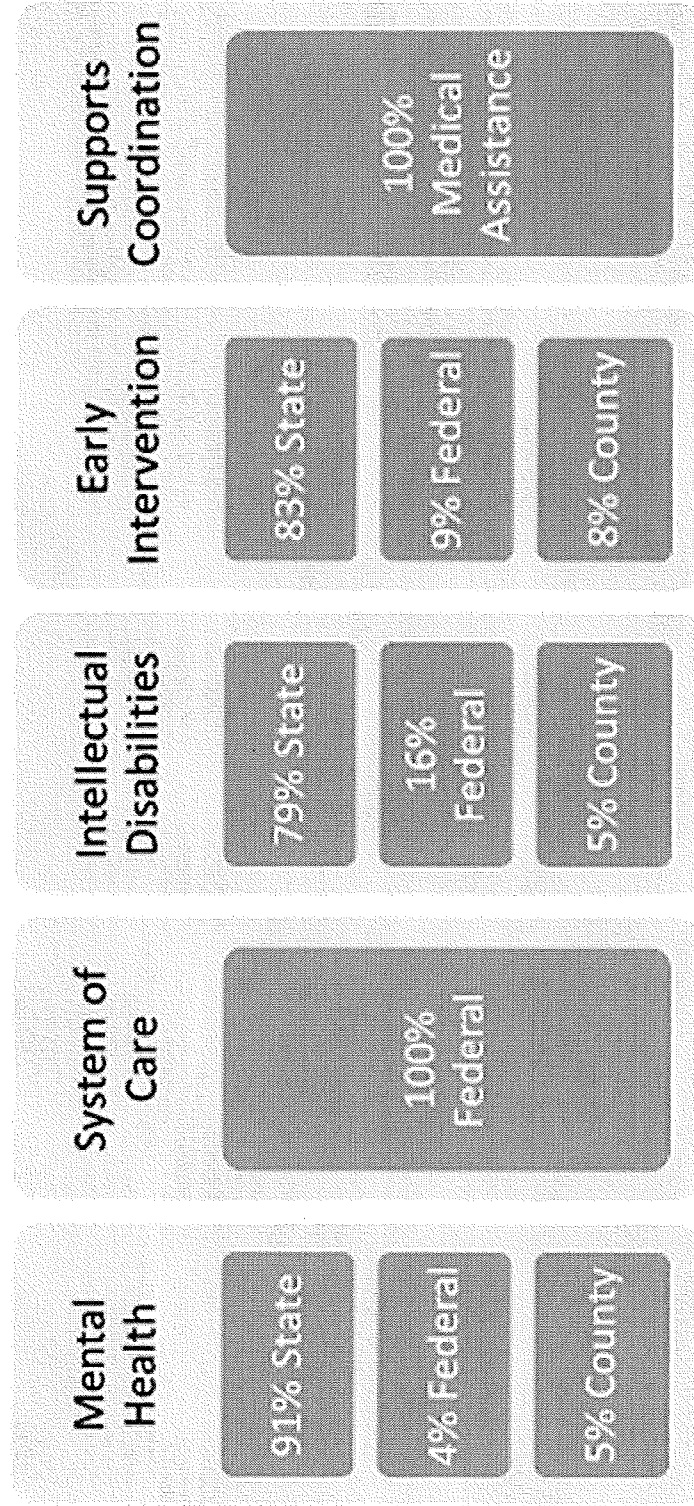 Mental
Health
91% State
4% Federal
5% County
System of
Care
100%
Federal
Intellectual
Disabilities
79% State
16%
Federal
5% County
Early
Intervention
83% State
9% Federal
8% County
Supports
Coordination
100%
Medical
Assistance